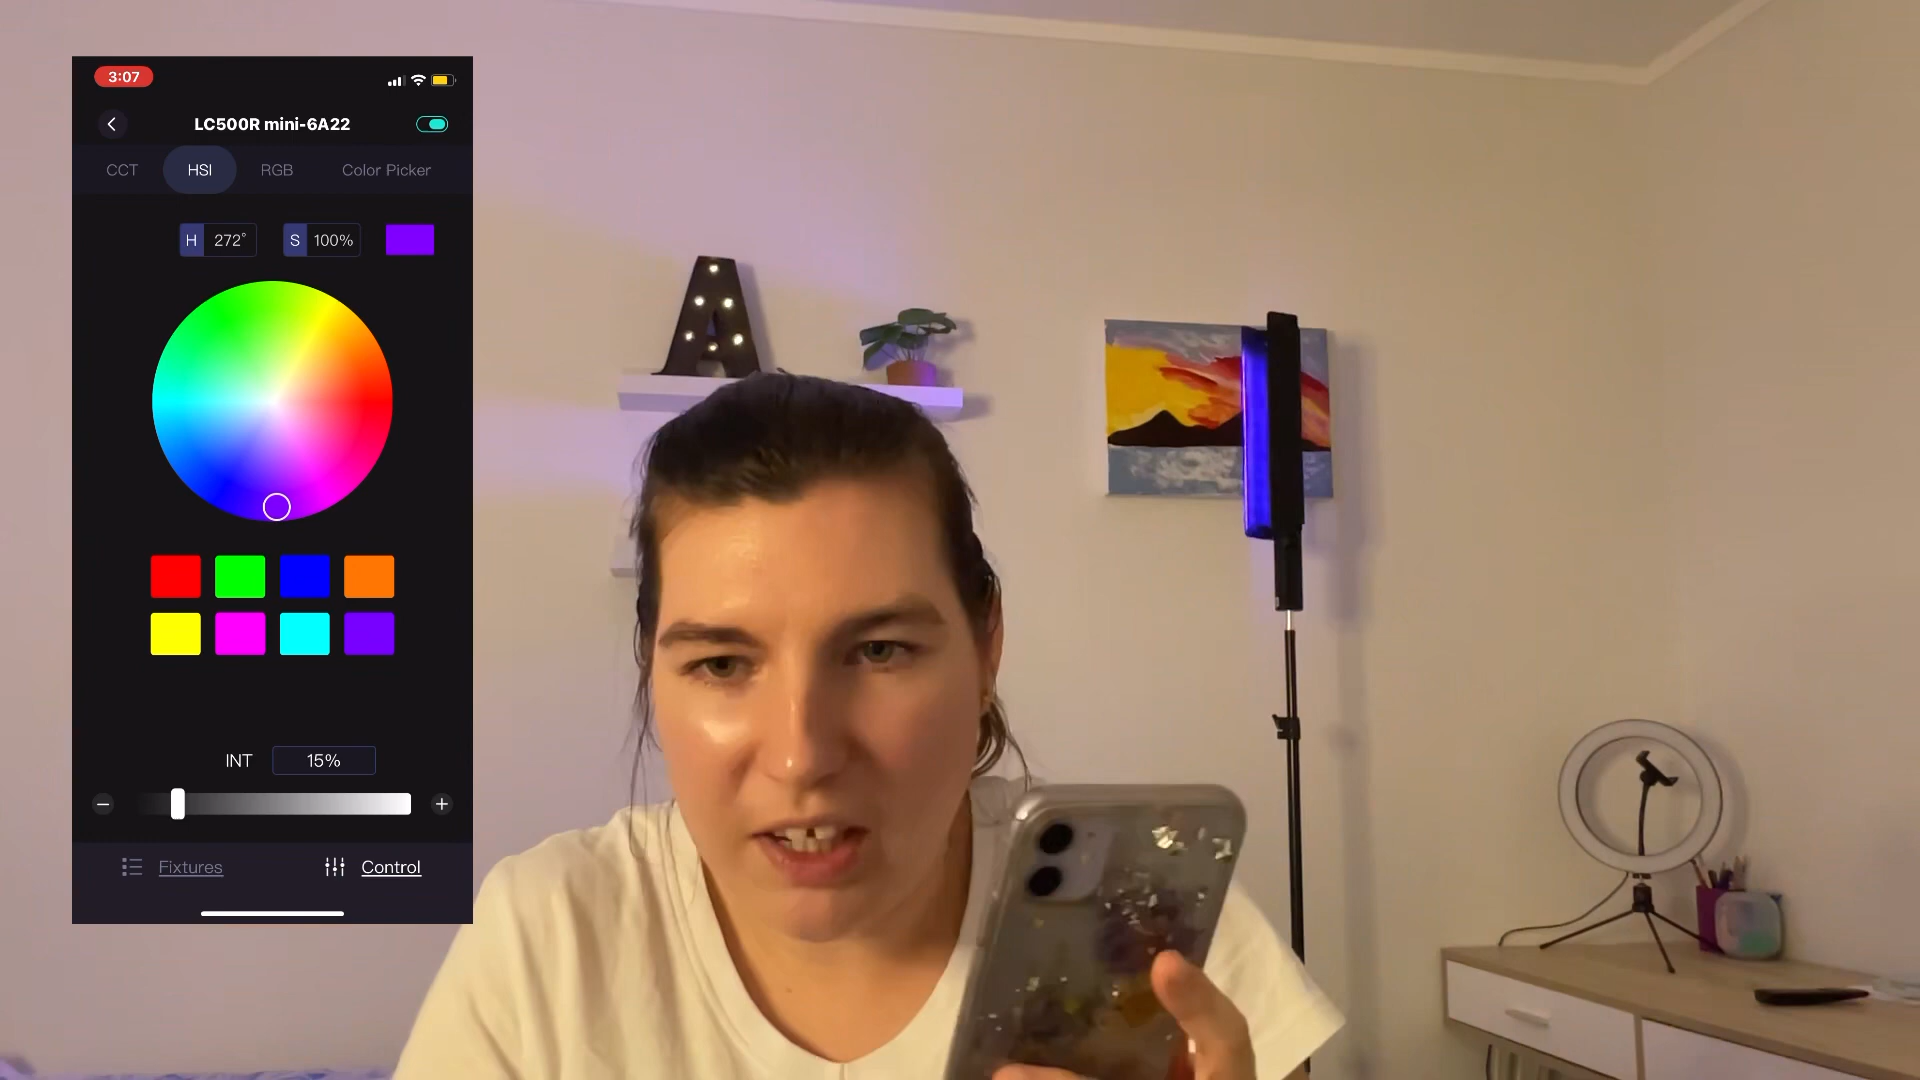 3:07
LC500R mini-6A22
CCT HSI RGB Color Picker
H 272° S 100%
A
INT 15%
Fixtures Control